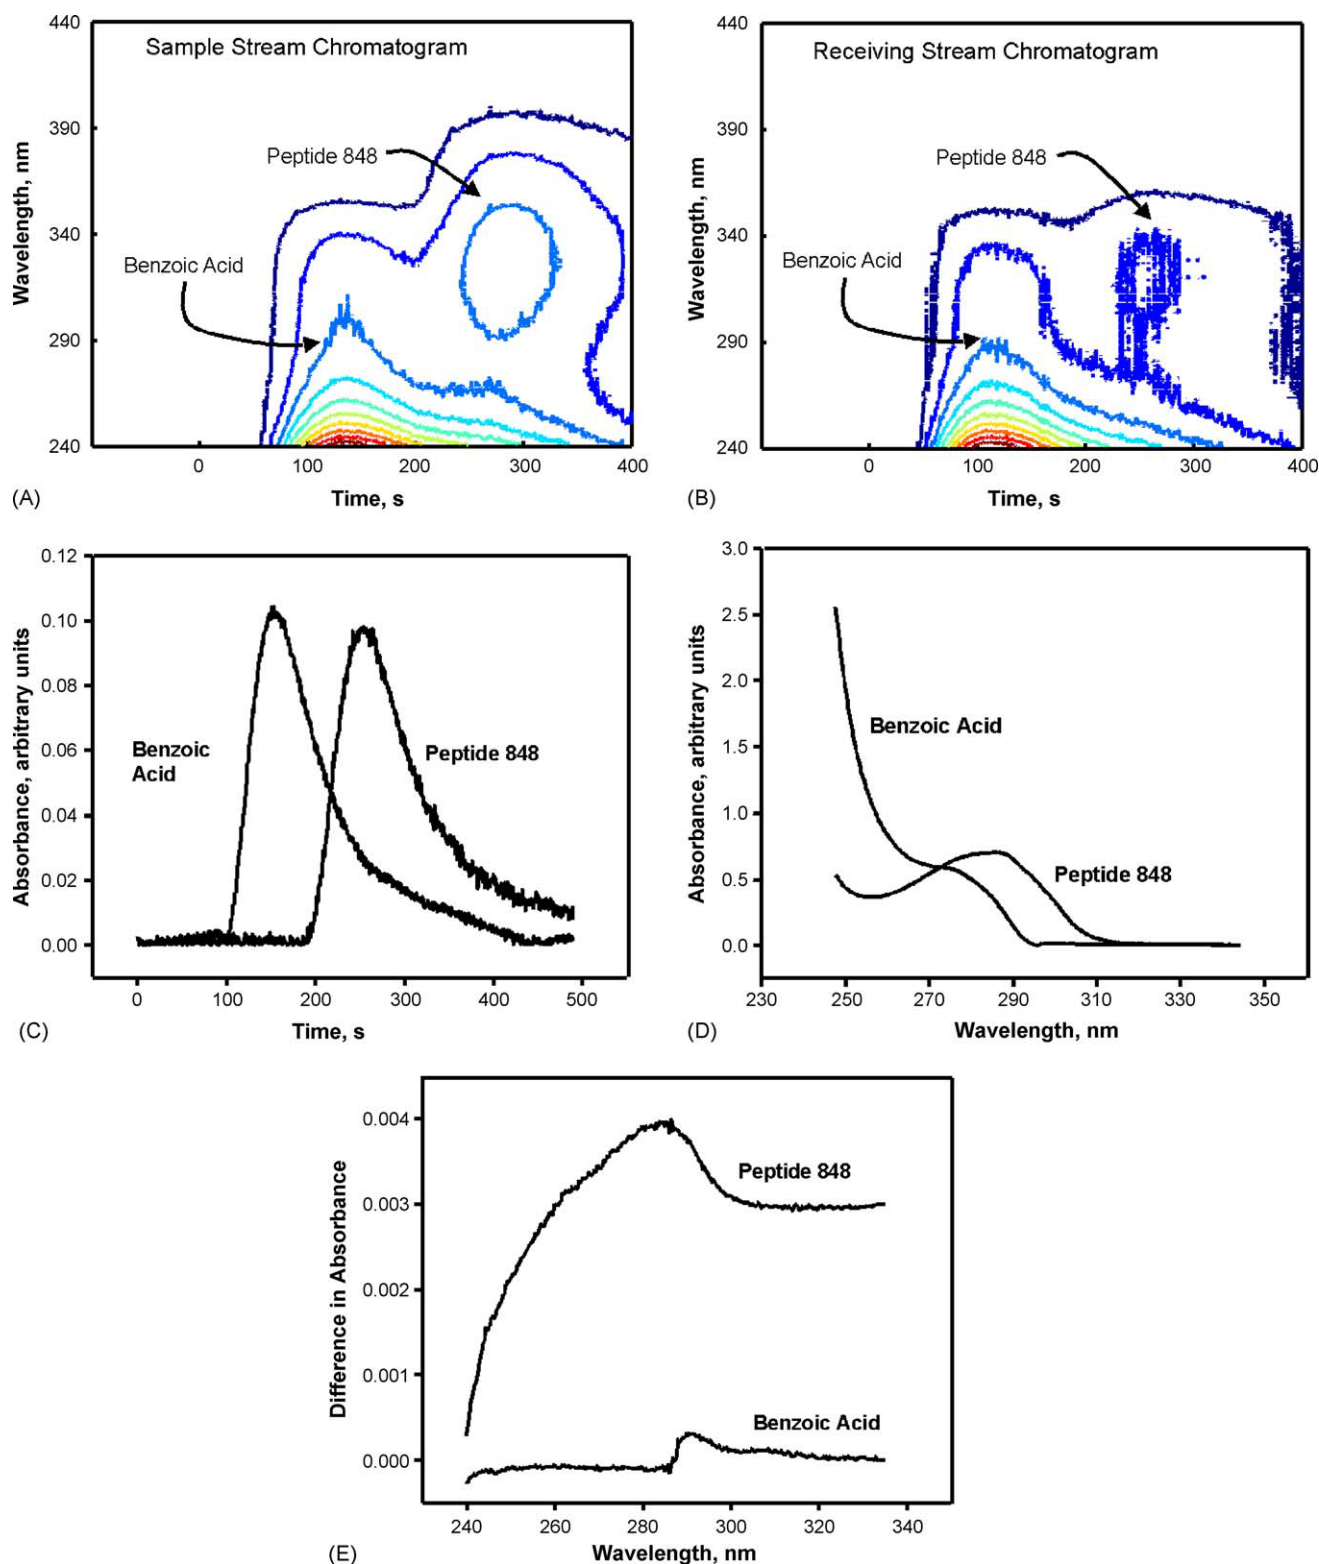 440
390
340
290
240
Wavelength, nm
Sample Stream Chromatogram
Peptide 848
Benzoic Acid
0
100
200
300
400
Time, s
(A)
440
390
340
290
240
Wavelength, nm
Receiving Stream Chromatogram
Peptide 848
Benzoic Acid
0
100
200
300
400
Time, s
(B)
0.12
0.10
0.08
0.06
0.04
0.02
0.00
Absorbance, arbitrary units
Benzoic
Acid
Peptide 848
0
100
200
300
400
500
Time, s
(C)
3.0
2.5
2.0
1.5
1.0
0.5
0.0
Absorbance, arbitrary units
Benzoic Acid
Peptide 848
230
250
270
290
310
330
350
Wavelength, nm
(D)
0.004
0.003
0.002
0.001
0.000
Difference in Absorbance
Peptide 848
Benzoic Acid
240
260
280
300
320
340
Wavelength, nm
(E)